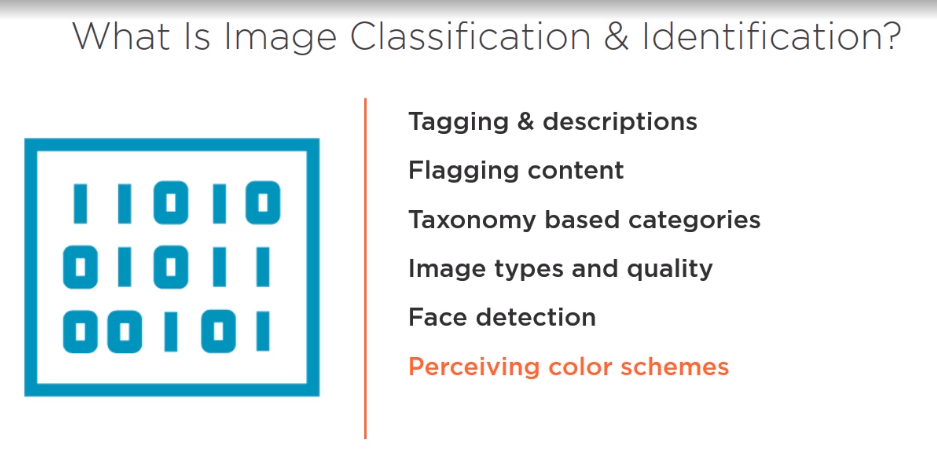 What Is Image Classification & Identification?
11010
01011
00101
Tagging & descriptions
Flagging content
Taxonomy based categories
Image types and quality
Face detection
Perceiving color schemes